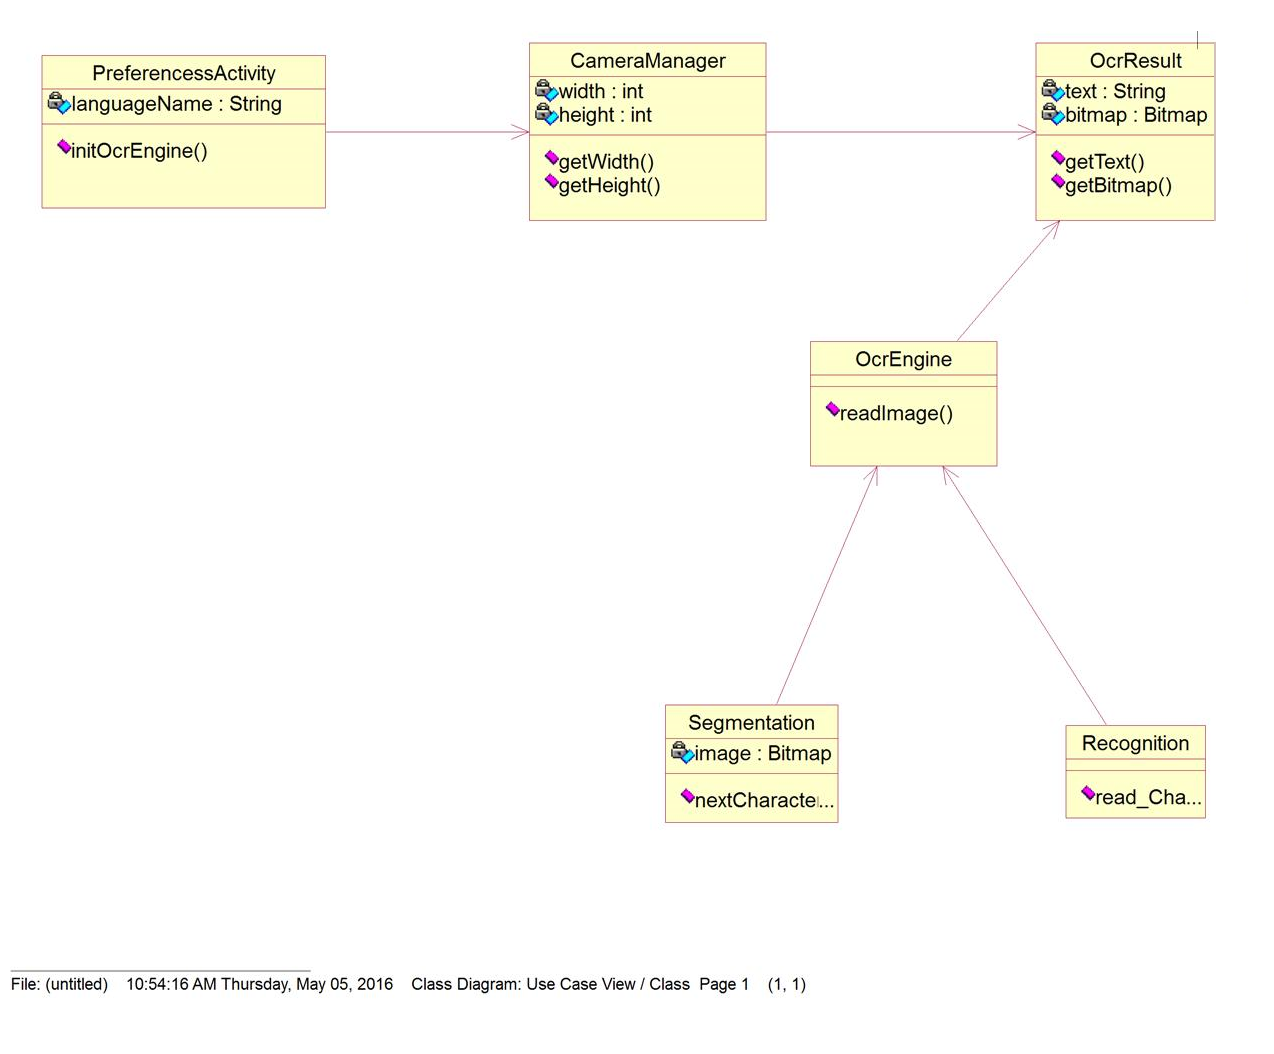 PreferencessActivity
languageName : String
initOcrEngine()
CameraManager
width : int
height : int
getWidth()
getHeight()
OcrResult
text : String
bitmap : Bitmap
getText()
getBitmap()
OcrEngine
readImage()
Segmentation
image : Bitmap
nextCharacte...
Recognition
read_Cha...
File: (untitled) 10:54:16 AM Thursday, May 05, 2016 Class Diagram: Use Case View / Class Page 1 (1, 1)